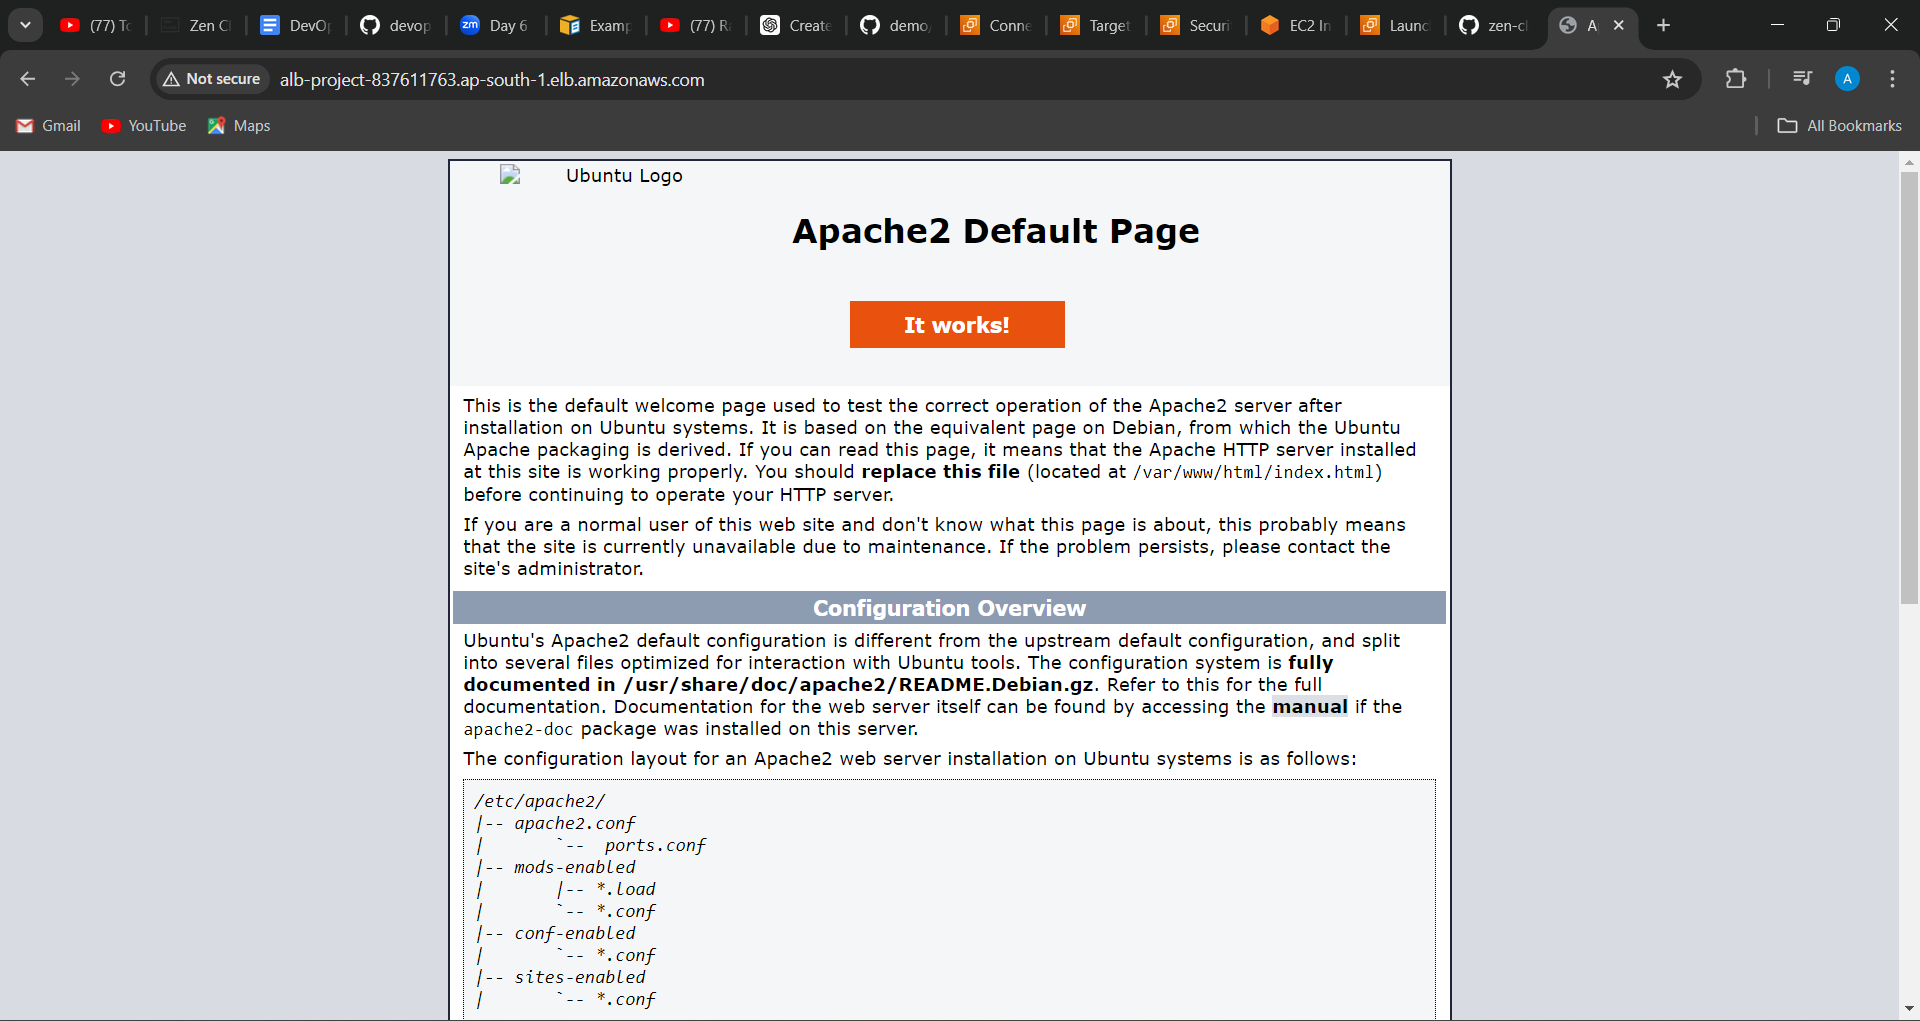 (77) To
Zen Cl
DevOp
devop
zm Day 6
Examp
(77) Ra
Create
demo/
Conne
Target
Securi
EC2 In
Launc
zen-cl
A
Not secure alb-project-837611763.ap-south-1.elb.amazonaws.com
A
Gmail YouTube Maps All Bookmarks
Ubuntu Logo
Apache2 Default Page
It works!
This is the default welcome page used to test the correct operation of the Apache2 server after
installation on Ubuntu systems. It is based on the equivalent page on Debian, from which the Ubuntu
Apache packaging is derived. If you can read this page, it means that the Apache HTTP server installed
at this site is working properly. You should replace this file (located at /var/www/html/index.html)
before continuing to operate your HTTP server.
If you are a normal user of this web site and don't know what this page is about, this probably means
that the site is currently unavailable due to maintenance. If the problem persists, please contact the
site's administrator.
Configuration Overview
Ubuntu's Apache2 default configuration is different from the upstream default configuration, and split
into several files optimized for interaction with Ubuntu tools. The configuration system is fully
documented in /usr/share/doc/apache2/README.Debian.gz. Refer to this for the full
documentation. Documentation for the web server itself can be found by accessing the manual if the
apache2-doc package was installed on this server.
The configuration layout for an Apache2 web server installation on Ubuntu systems is as follows:
/etc/apache2/
|-- apache2.conf
|       `--  ports.conf
|-- mods-enabled
|       |-- *.load
|       `-- *.conf
|-- conf-enabled
|       `-- *.conf
|-- sites-enabled
|       `-- *.conf